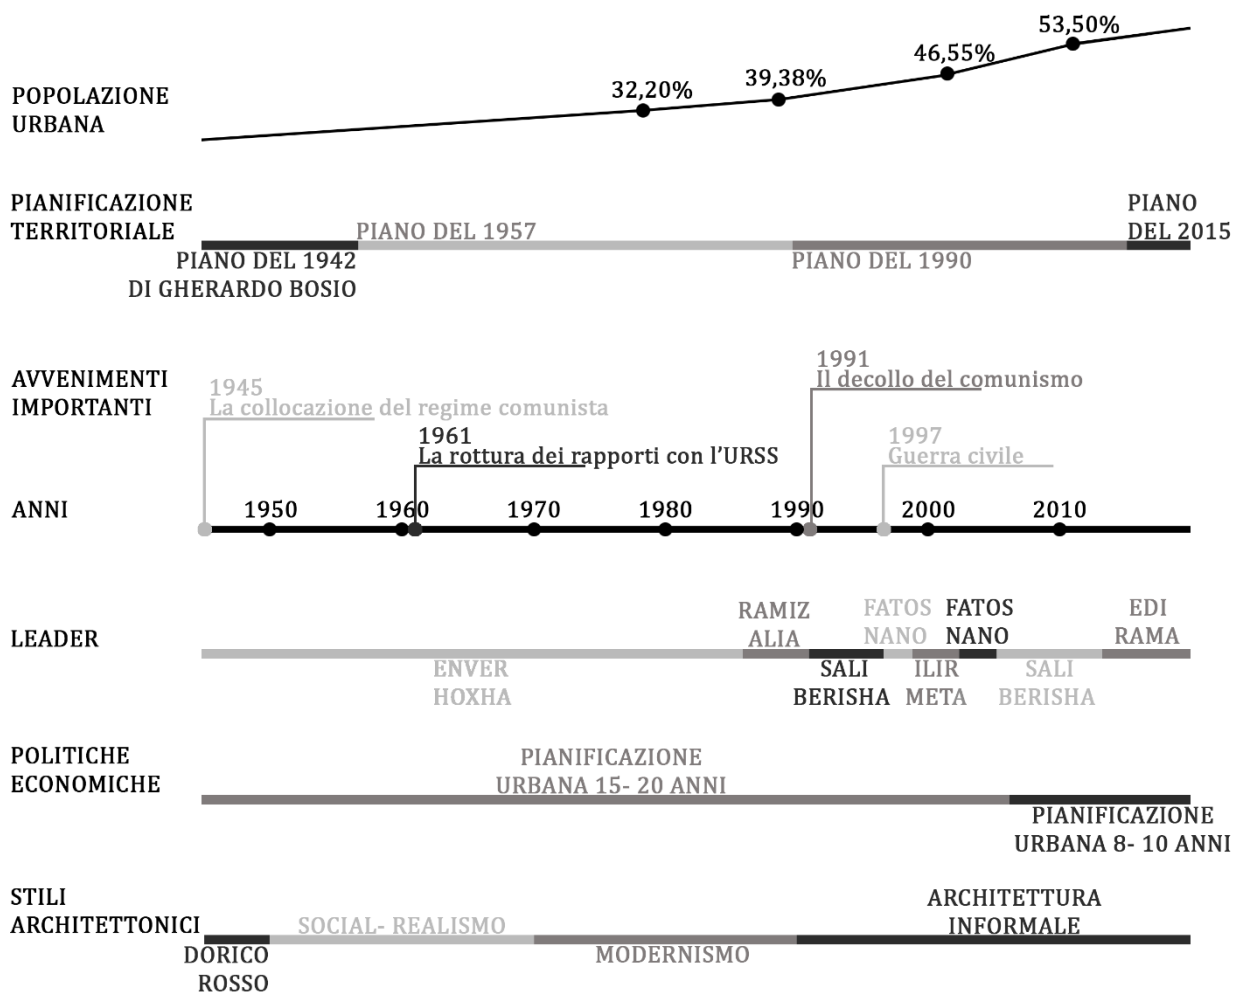 POPOLAZIONE
URBANA
32,20%
39,38%
46,55%
53,50%
PIANIFICAZIONE
TERRITORIALE
PIANO DEL 1942
DI GHERARDO BOSIO
PIANO DEL 1957
PIANO DEL 1990
PIANO
DEL 2015
AVVENIMENTI
IMPORTANTI
1945
La collocazione del regime comunista
1961
La rottura dei rapporti con l'URSS
1991
Il decollo del comunismo
1997
Guerra civile
ANNI
1950
1960
1970
1980
1990
2000
2010
LEADER
ENVER
HOXHA
RAMIZ
ALIA
SALI
BERISHA
FATOS
NANO
ILIR
META
FATOS
NANO
SALI
BERISHA
EDI
RAMA
POLITICHE
ECONOMICHE
PIANIFICAZIONE
URBANA 15- 20 ANNI
PIANIFICAZIONE
URBANA 8- 10 ANNI
STILI
ARCHITETTONICI
DORICO
ROSSO
SOCIAL- REALISMO
MODERNISMO
ARCHITETTURA
INFORMALE